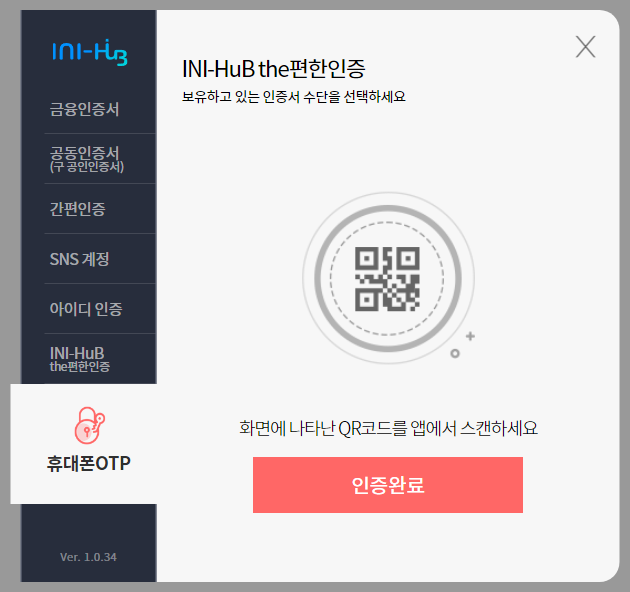 INI-HuB
금융인증서
공동인증서
(구 공인인증서)
간편인증
SNS 계정
아이디 인증
INI-HuB
the편한인증
휴대폰OTP
Ver. 1.0.34
X
INI-HuB the편한인증
보유하고 있는 인증서 수단을 선택하세요
화면에 나타난 QR코드를 앱에서 스캔하세요
인증완료